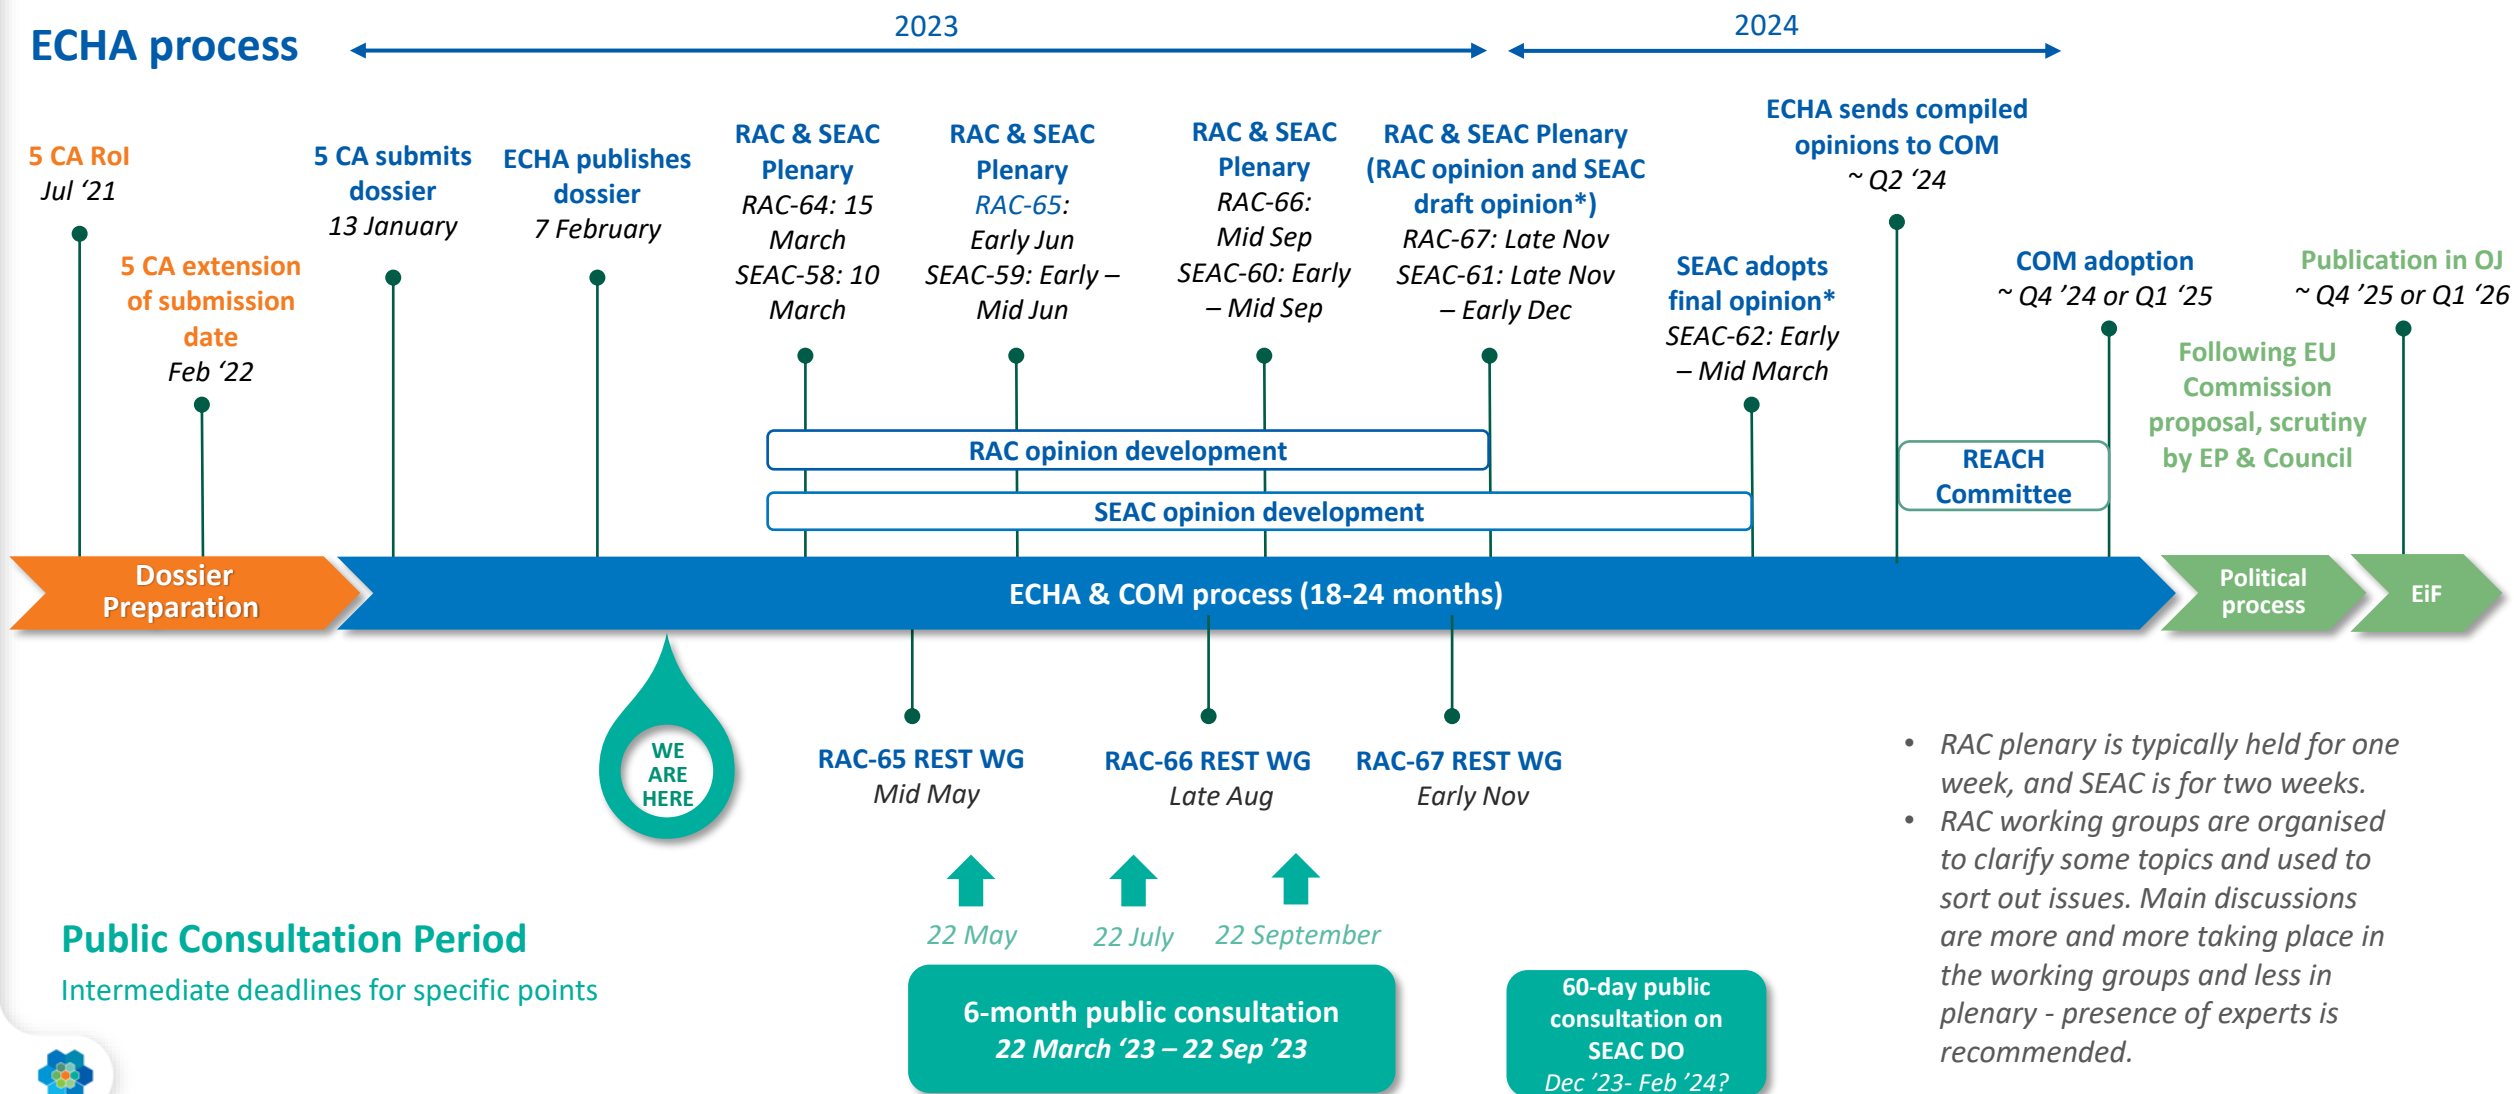 ECHA process
2023
2024
5 CA RoI
Jul ‘21
5 CA extension
of submission
date
Feb ‘22
5 CA submits
dossier
13 January
ECHA publishes
dossier
7 February
RAC & SEAC
Plenary
RAC-64: 15
March
SEAC-58: 10
March
RAC & SEAC
Plenary
RAC-65:
Early Jun
SEAC-59: Early –
Mid Jun
RAC & SEAC
Plenary
RAC-66:
Mid Sep
SEAC-60: Early
– Mid Sep
RAC & SEAC Plenary
(RAC opinion and SEAC
draft opinion*)
RAC-67: Late Nov
SEAC-61: Late Nov
– Early Dec
SEAC adopts
final opinion*
SEAC-62: Early
– Mid March
ECHA sends compiled
opinions to COM
~ Q2 ‘24
COM adoption
~ Q4 ’24 or Q1 ‘25
Publication in OJ
~ Q4 ’25 or Q1 ‘26
Following EU
Commission
proposal, scrutiny
by EP & Council
RAC opinion development
SEAC opinion development
REACH
Committee
Dossier
Preparation
ECHA & COM process (18-24 months)
Political
process
EiF
WE
ARE
HERE
RAC-65 REST WG
Mid May
RAC-66 REST WG
Late Aug
RAC-67 REST WG
Early Nov
• RAC plenary is typically held for one
week, and SEAC is for two weeks.
• RAC working groups are organised
to clarify some topics and used to
sort out issues. Main discussions
are more and more taking place in
the working groups and less in
plenary - presence of experts is
recommended.
Public Consultation Period
Intermediate deadlines for specific points
22 May
22 July
22 September
6-month public consultation
22 March ‘23 – 22 Sep ’23
60-day public
consultation on
SEAC DO
Dec ’23- Feb ’24?